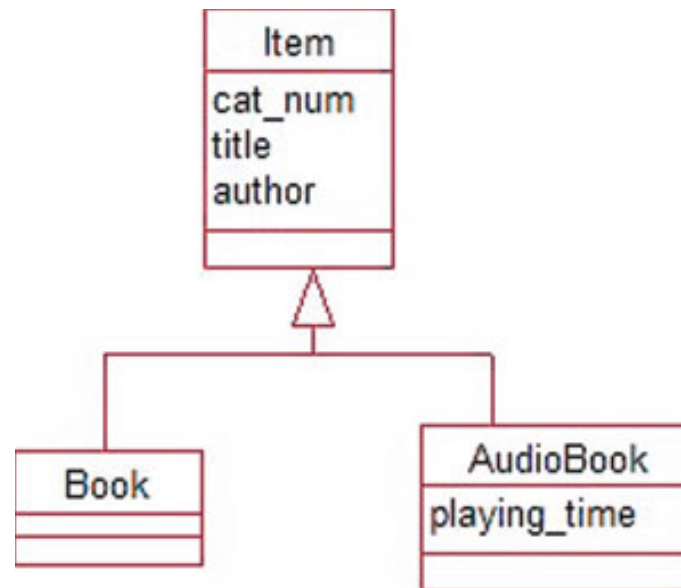 Item
cat_num
title
author
Book
AudioBook
playing_time